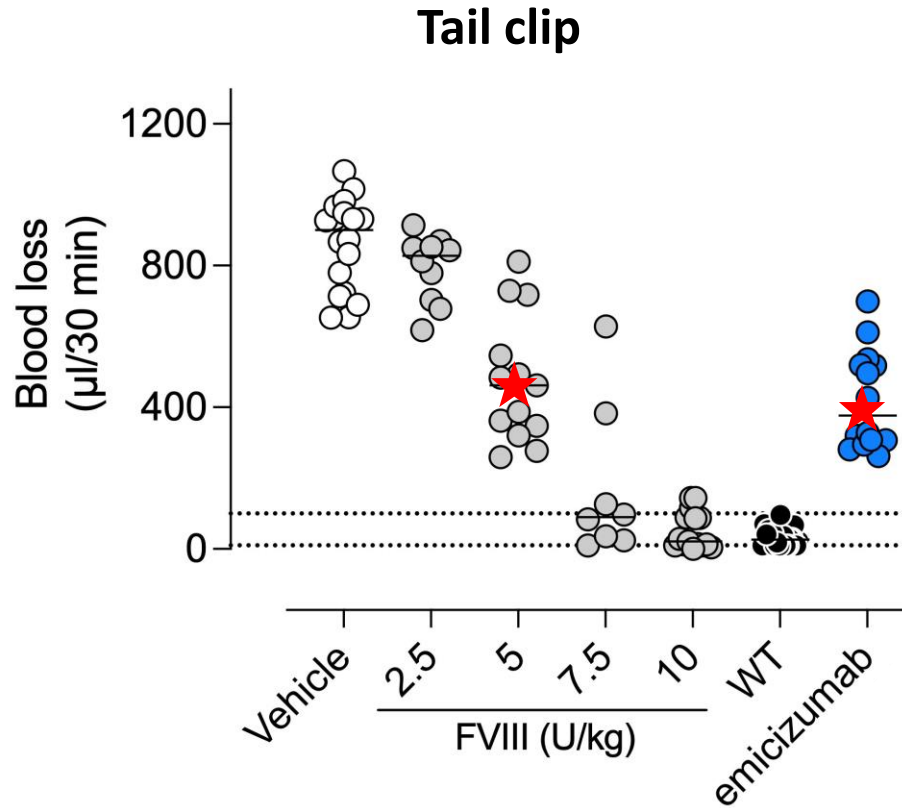 Tail clip
Blood loss
(µl/30 min)
1200
800
400
0
Vehicle
2.5
5
7.5
10
WT
emicizumab
FVIII (U/kg)